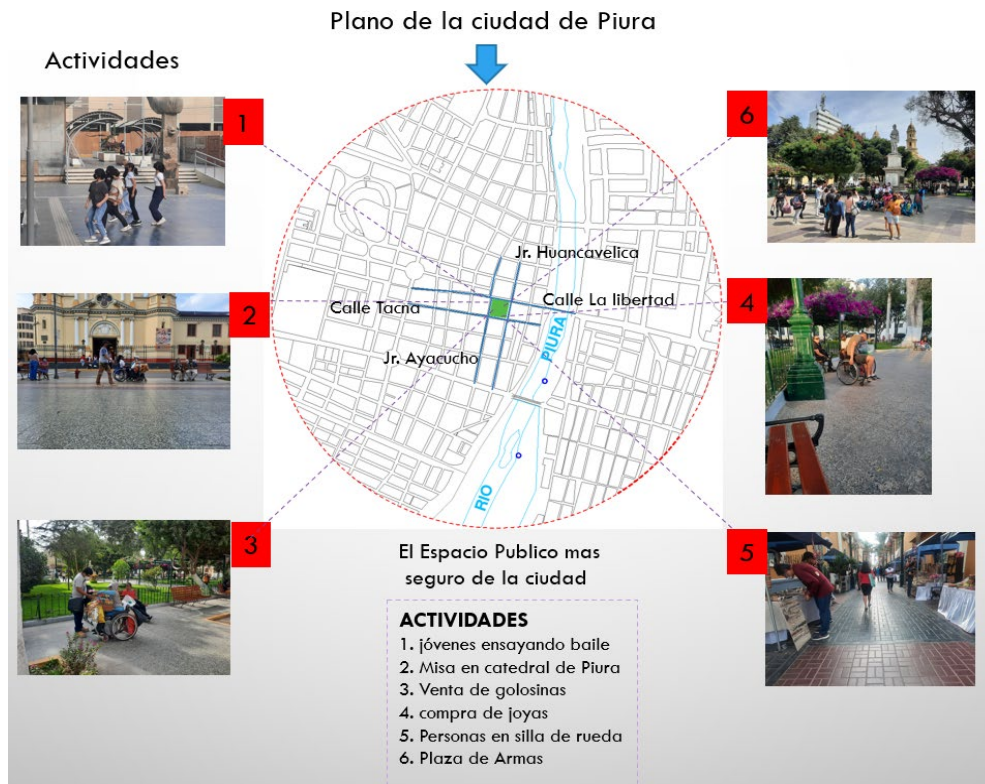 Plano de la ciudad de Piura
Actividades
1
6
Jr. Huancavelica
2
Calle Tacna
Calle La libertad
4
Jr. Ayacucho
PIURA
RIO
3
El Espacio Publico mas
seguro de la ciudad
5
ACTIVIDADES
1. jóvenes ensayando baile
2. Misa en catedral de Piura
3. Venta de golosinas
4. compra de joyas
5. Personas en silla de rueda
6. Plaza de Armas